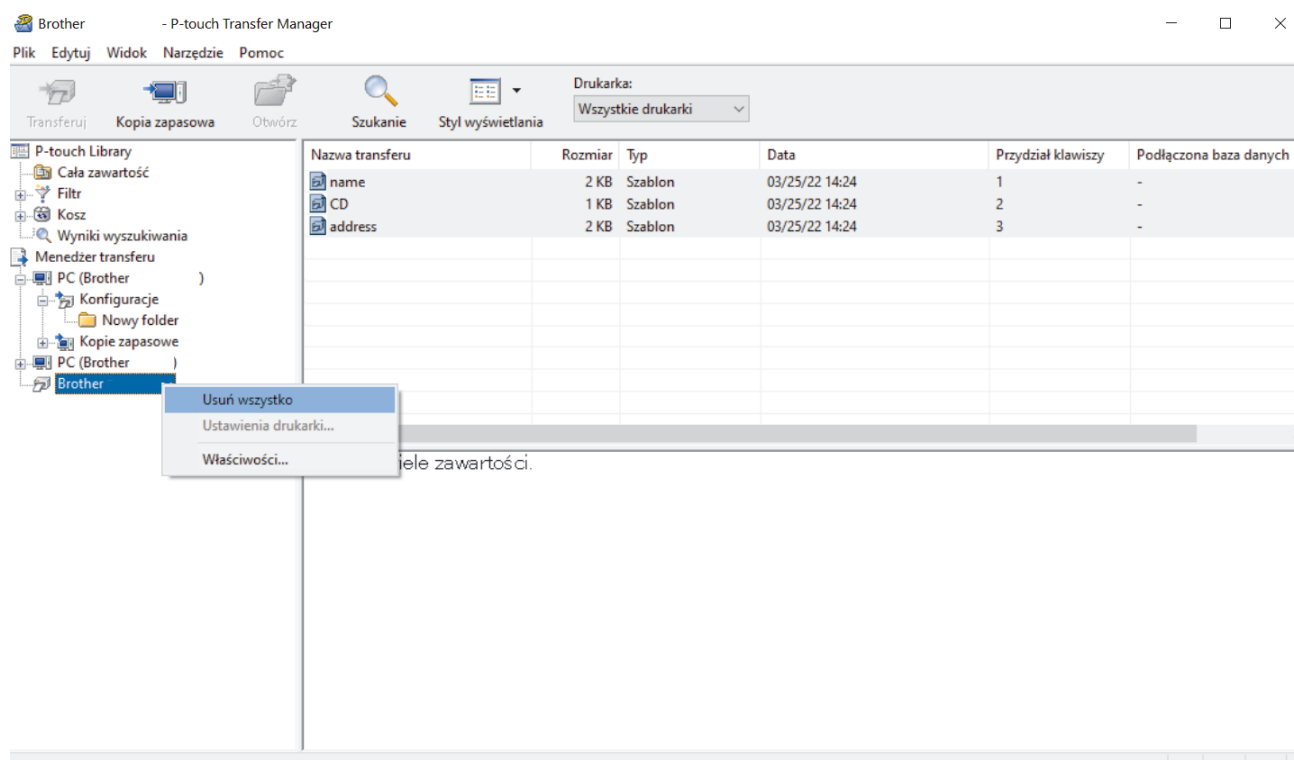 Brother - P-touch Transfer Manager
Plik Edytuj Widok Narzędzie Pomoc
Transferuj Kopia zapasowa Otwórz Szukanie Styl wyświetlania
Drukarka:
Wszystkie drukarki
P-touch Library
Cała zawartość
Filtr
Kosz
Wyniki wyszukiwania
Menedżer transferu
PC (Brother )
Konfiguracje
Nowy folder
Kopie zapasowe
PC (Brother )
Brother
Usuń wszystko
Ustawienia drukarki...
Właściwości...
Nazwa transferu Rozmiar Typ Data Przydział klawiszy Podłączona baza danych
name 2 KB Szablon 03/25/22 14:24 1 -
CD 1 KB Szablon 03/25/22 14:24 2 -
address 2 KB Szablon 03/25/22 14:24 3 -
zawartości.